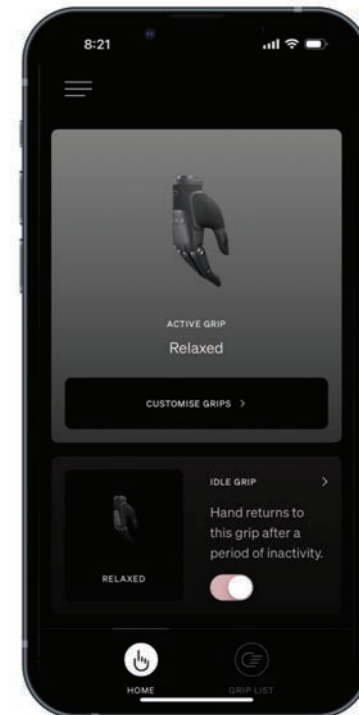 8:21
ACTIVE GRIP
Relaxed
CUSTOMISE GRIPS >
IDLE GRIP >
Hand returns to
this grip after a
period of inactivity.
RELAXED
HOME
GRIP LIST